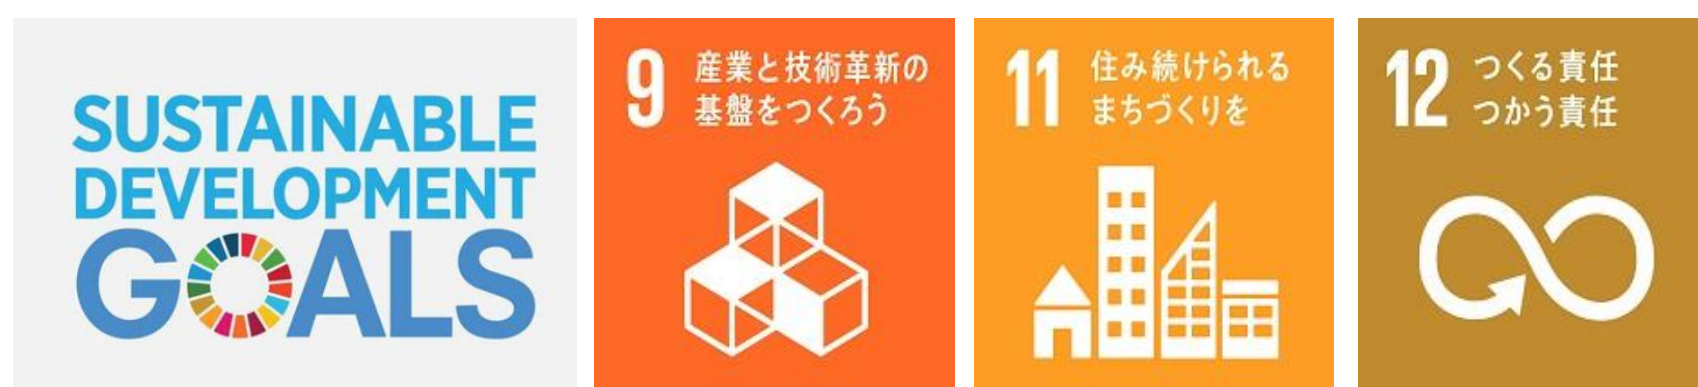 SUSTAINABLE
DEVELOPMENT
GOALS
9
産業と技術革新の
基盤をつくろう
11
住み続けられる
まちづくりを
12
つくる責任
つかう責任